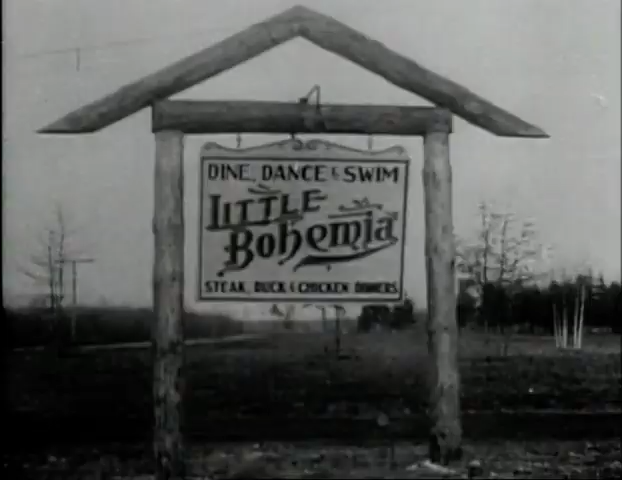 DINE, DANCE & SWIM
LITTLE
Bohemia
STEAK, DUCK & CHICKEN DINNERS